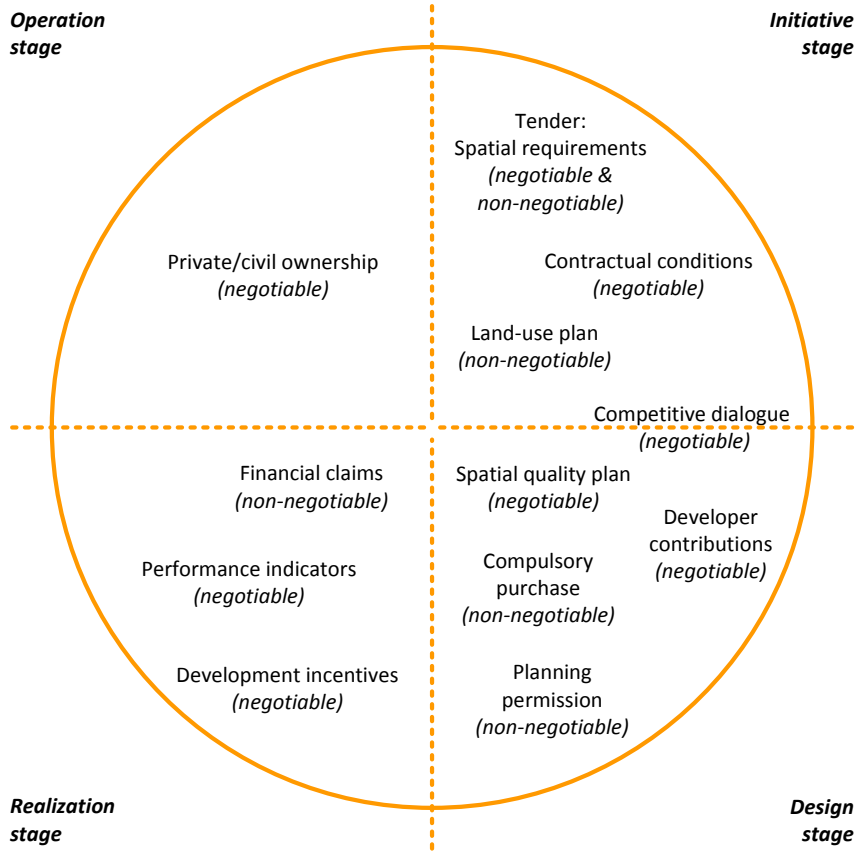 Operation
stage
Initiative
stage
Tender:
Spatial requirements
(negotiable &
non-negotiable)
Private/civil ownership
(negotiable)
Contractual conditions
(negotiable)
Land-use plan
(non-negotiable)
Competitive dialogue
(negotiable)
Financial claims
(non-negotiable)
Spatial quality plan
(negotiable)
Developer
contributions
(negotiable)
Performance indicators
(negotiable)
Compulsory
purchase
(non-negotiable)
Development incentives
(negotiable)
Planning
permission
(non-negotiable)
Realization
stage
Design
stage